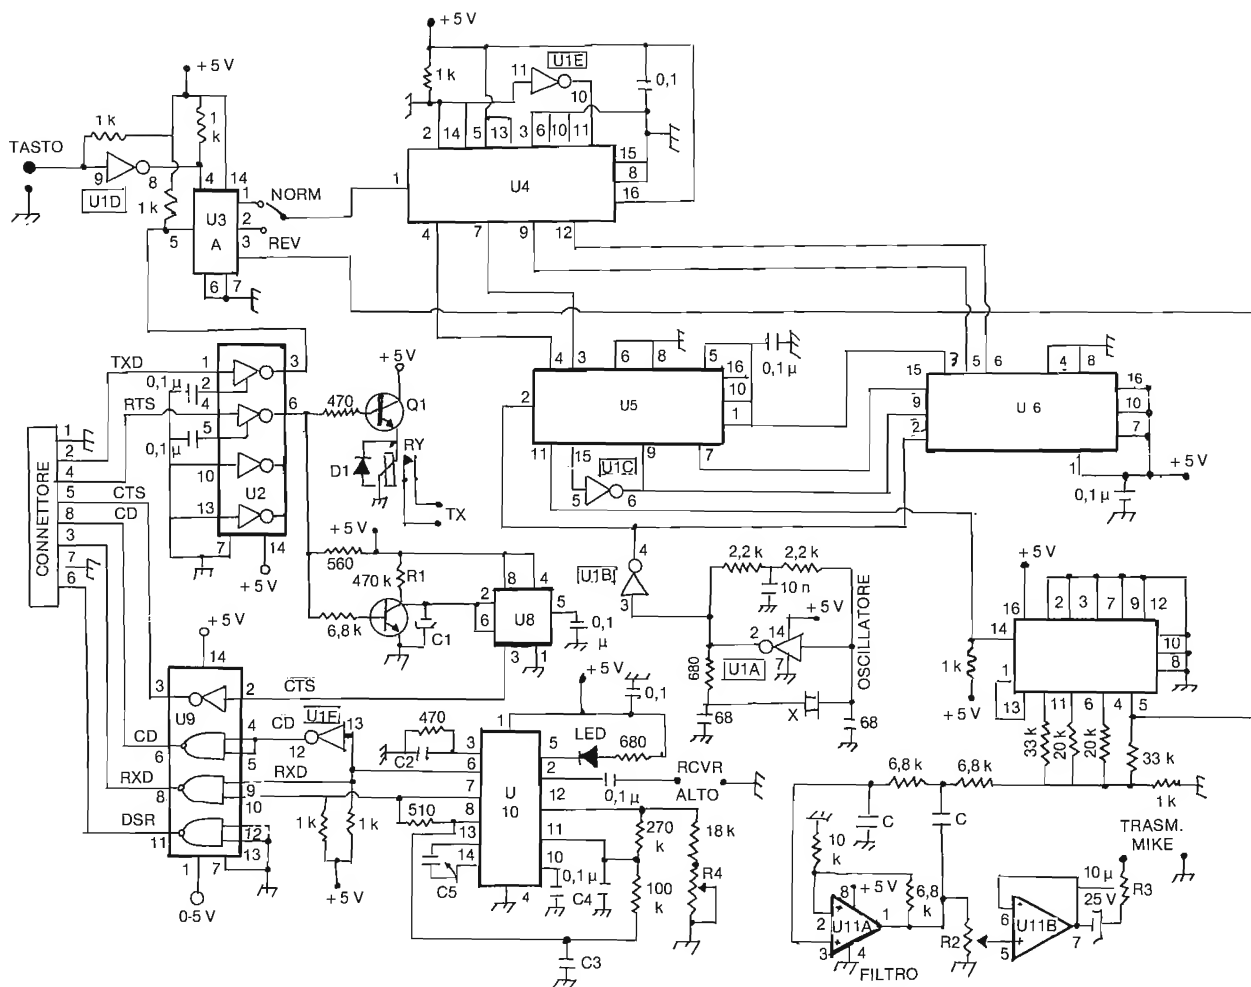 +5 V
+5 V
1 k
11
U1E
10
0,1
1 k
1 k
TASTO
9
8
U1D
1 k
4
14
1
NORM
U3
A
2
REV
3
5
6
7
2
14
5
13
3
6
10
11
15
8
16
1
U4
4
7
9
12
TXD
1
3
0,1 µ
2
RTS
4
6
5
0,1 µ
10
U2
13
7
14
+5 V
CONNETTORE
1
2
4
5
CTS
8
CD
3
7
6
+5 V
470
Q1
D1
RY
TX
4
3
6
8
5
16
10
1
0,1 µ
2
U5
11
15
U1C
9
7
5
6
15
3
5
6
4
8
9
2
U 6
16
10
7
1
+5 V
0,1 µ
+5 V
560
470 k
R1
6,8 k
C1
8
4
2
6
U8
5
3
1
0,1
µ
4
U1B
3
2,2 k
2,2 k
10 n
+5 V
2
14
7
U1A
680
68
X
68
OSCILLATORE
+5 V
16
2
3
7
9
12
14
1 k
1
13
10
8
+5 V
11
6
4
5
33 k
20 k
20 k
33 k
1 k
+5 V
14
3
2
CTS
U9
CD
4
U1F
13
12
5
CD
6
RXD
9
RXD
8
10
DSR
11
12
13
1
7
0-5 V
1 k
1 k
+5 V
470
C2
3
6
7
8
13
14
510
C5
1
U
10
5
2
12
11
10
4
LED
680
0,1
0,1 µ
RCVR
ALTO
270
k
18 k
0,1 µ
C4
100
k
R4
C3
6,8 k
6,8 k
C
C
10
k
8
+5 V
6,8
k
2
U11A
1
3
4
FILTRO
R2
6
U11B
5
7
10 µ
25 V
R3
TRASM.
MIKE